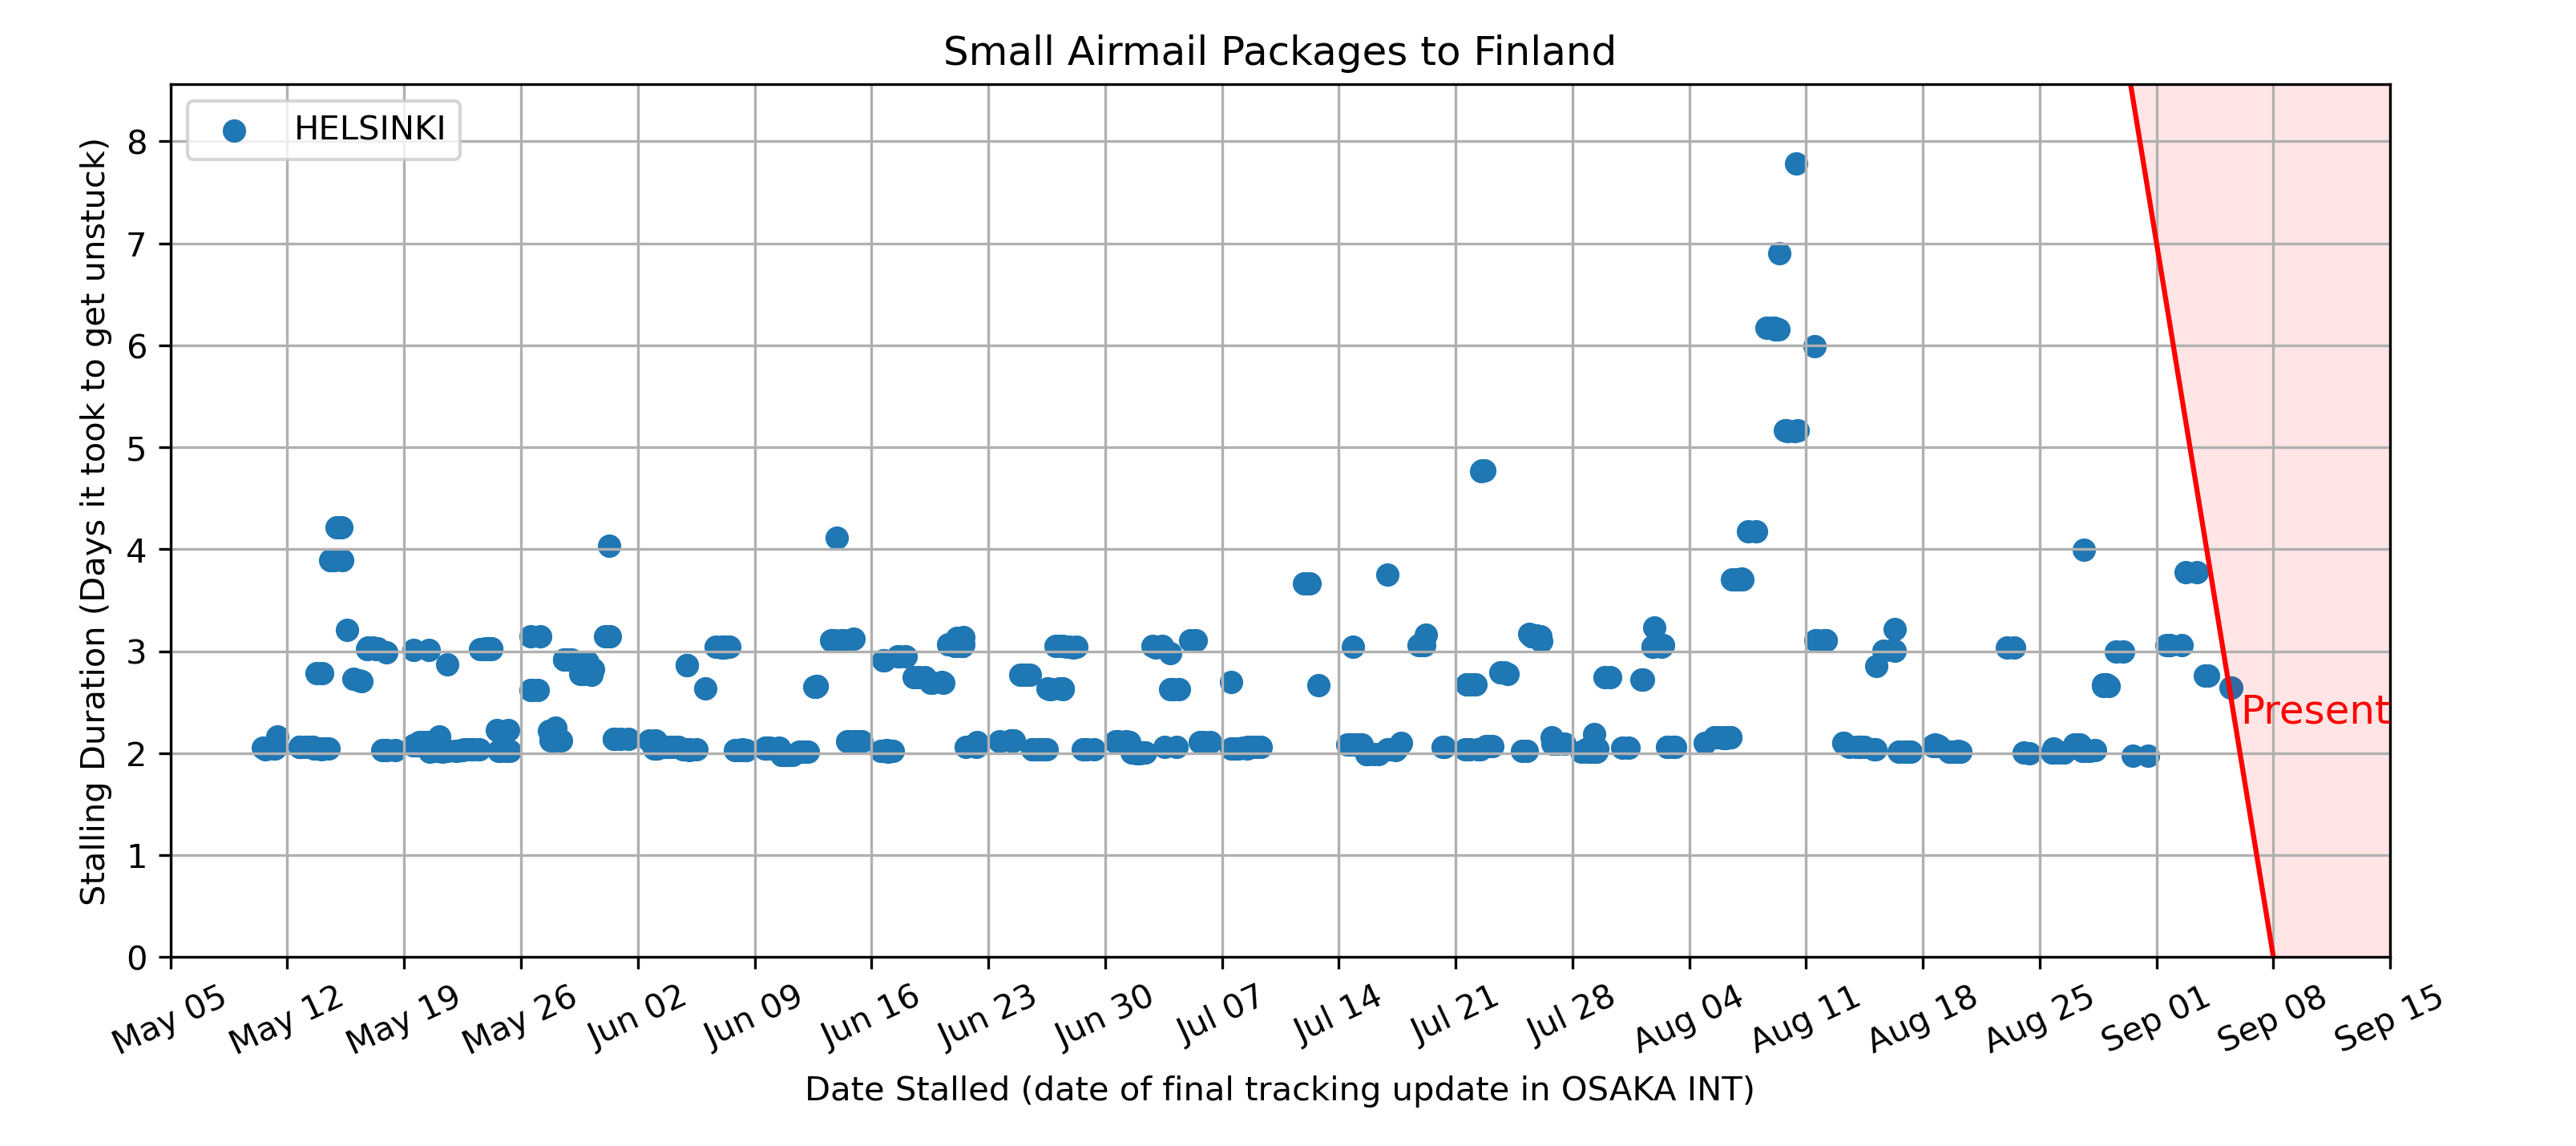 Small Airmail Packages to Finland
HELSINKI
Stalling Duration (Days it took to get unstuck)
8
7
6
5
4
3
2
1
0
Present
May 05
May 12
May 19
May 26
Jun 02
Jun 09
Jun 16
Jun 23
Jun 30
Jul 07
Jul 14
Jul 21
Jul 28
Aug 04
Aug 11
Aug 18
Aug 25
Sep 01
Sep 08
Sep 15
Date Stalled (date of final tracking update in OSAKA INT)